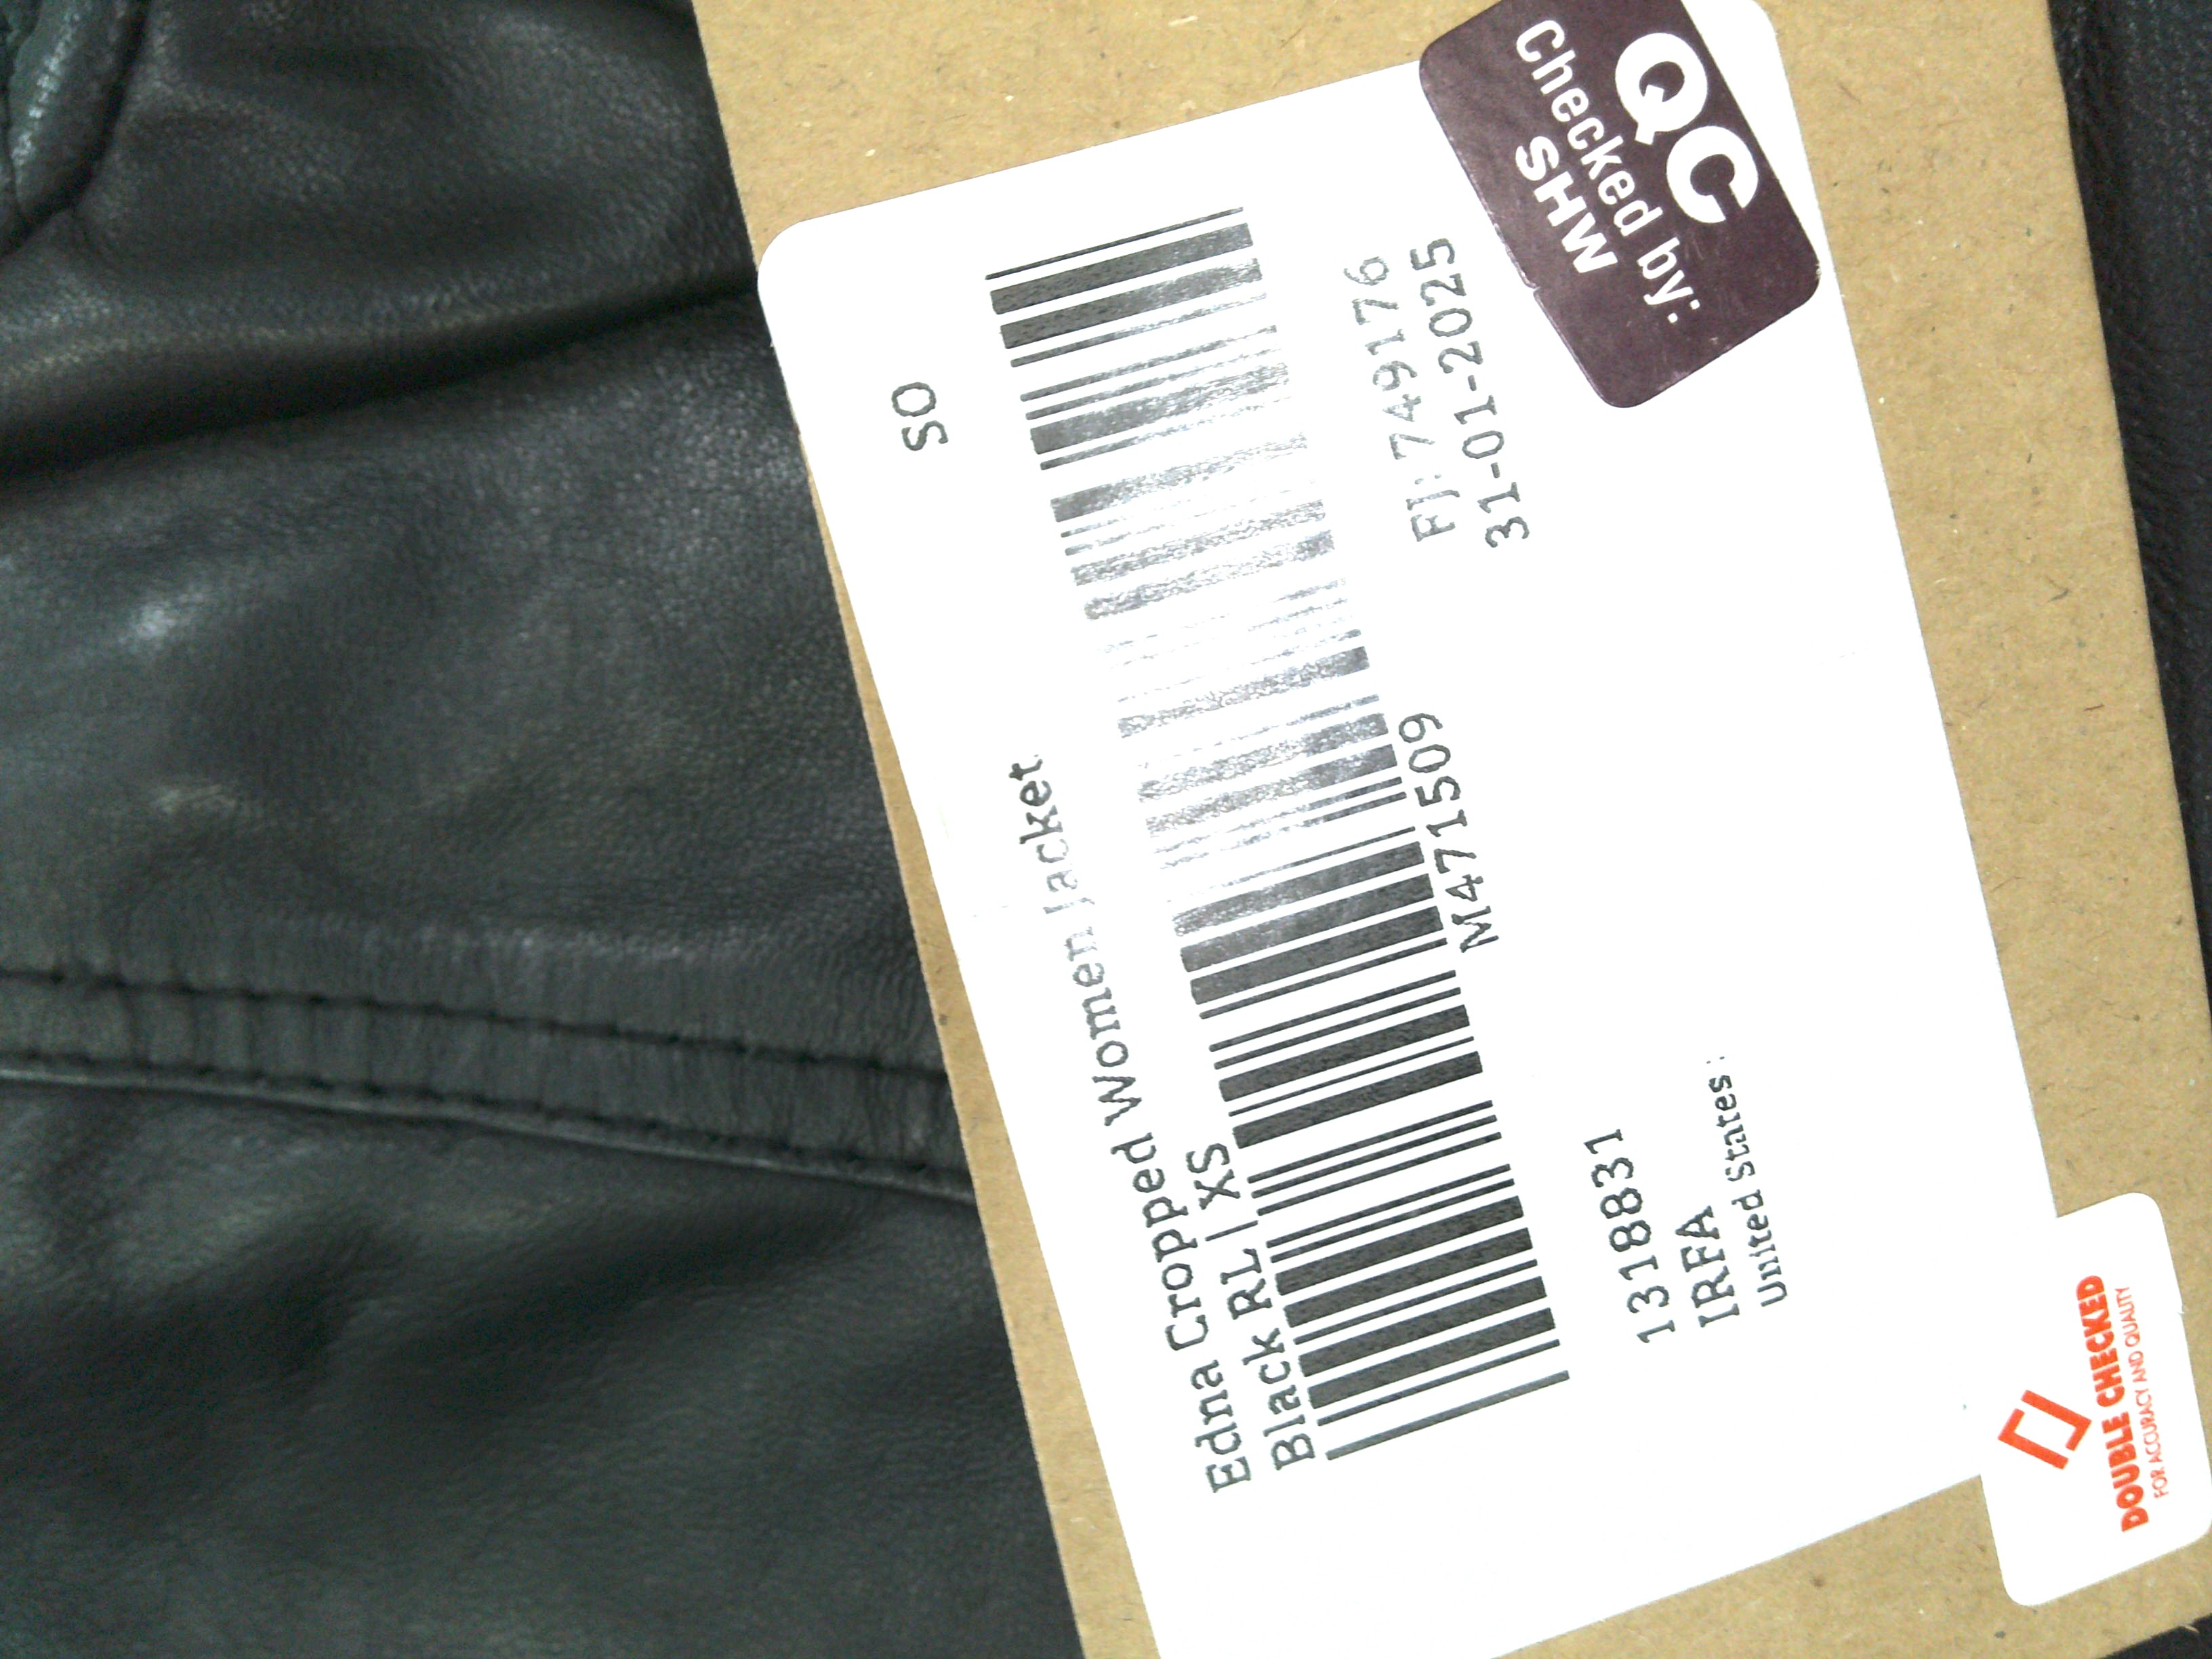 SO
Edna Cropped Women Jacket
Black RL | XS
M471509
FJ: 749176
31-01-2025
1318831
IRFA
United States:
QC
Checked by:
SHW
DOUBLE CHECKED
FOR ACCURACY AND QUALITY